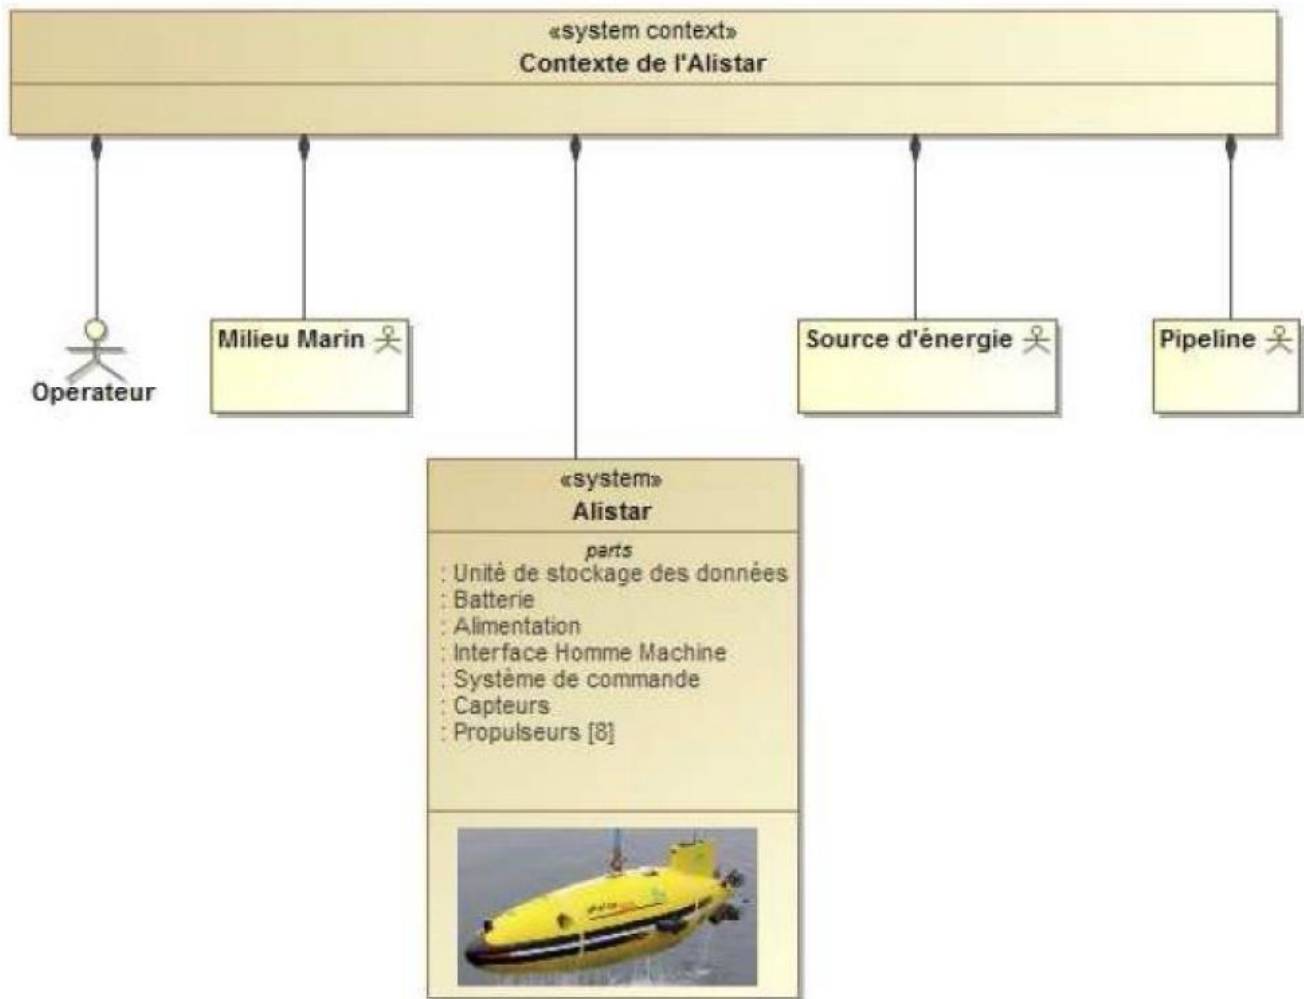 «system context»
Contexte de l'Alistar
Opérateur
Milieu Marin
Source d'énergie
Pipeline
«system»
Alistar
parts
: Unité de stockage des données
: Batterie
: Alimentation
: Interface Homme Machine
: Système de commande
: Capteurs
: Propulseurs [8]